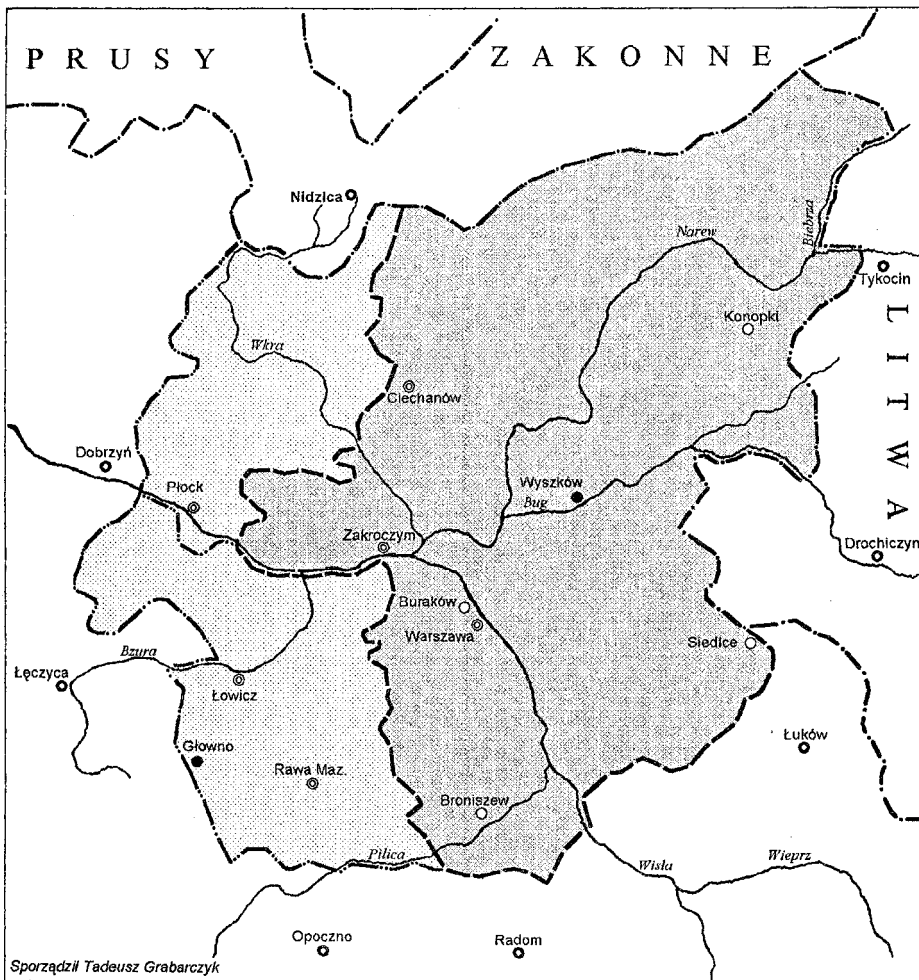 PRUSY ZAKONNE
Nidzica
Narew
Biebrza
Tykocin
LITWA
Konopki
Wkra
Ciechanów
Dobrzyń
Płock
Wyszków
Bug
Zakroczym
Drochiczyn
Buraków
Warszawa
Siedlce
Bzura
Łęczyca
Łowicz
Łuków
Głowno
Rawa Maz.
Broniszew
Pilica
Wisła
Wieprz
Opoczno
Radom
Sporządził Tadeusz Grabarczyk